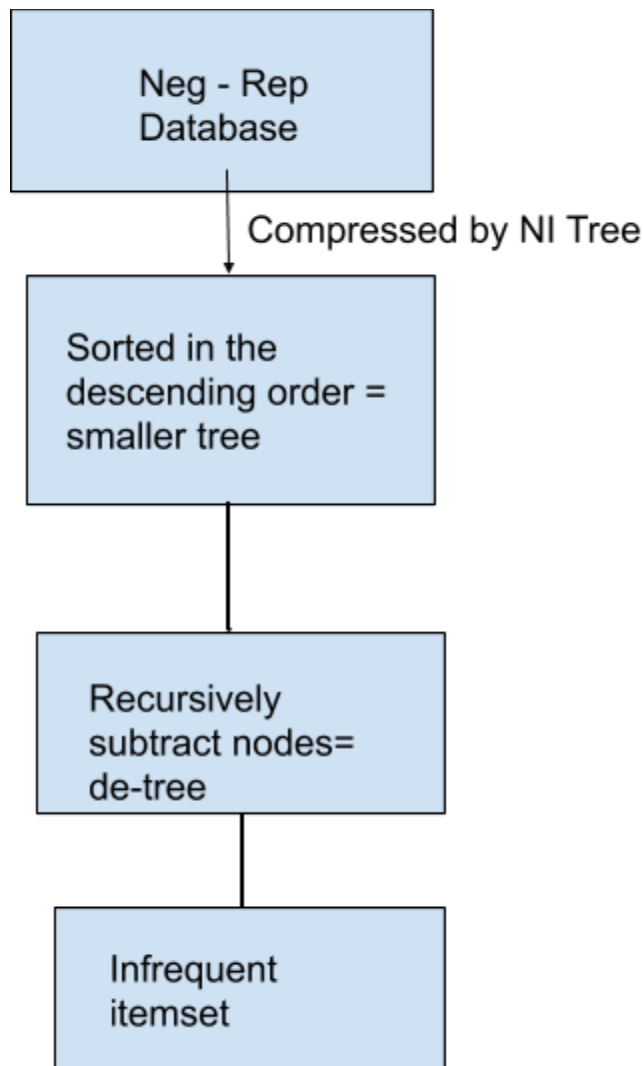 Neg - Rep
Database
Compressed by NI Tree
Sorted in the
descending order =
smaller tree
Recursively
subtract nodes=
de-tree
Infrequent
itemset